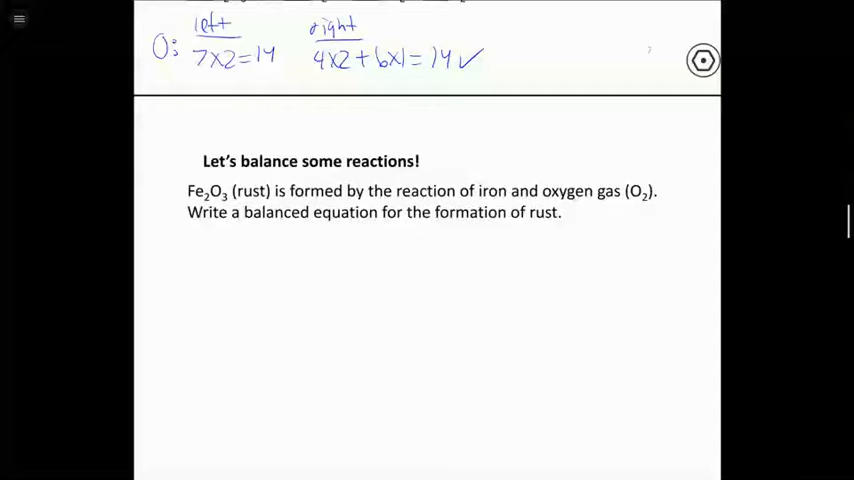 left right
O: 7x2=14 4x2+6x1=14✓
Let's balance some reactions!
Fe₂O₃ (rust) is formed by the reaction of iron and oxygen gas (O₂).
Write a balanced equation for the formation of rust.